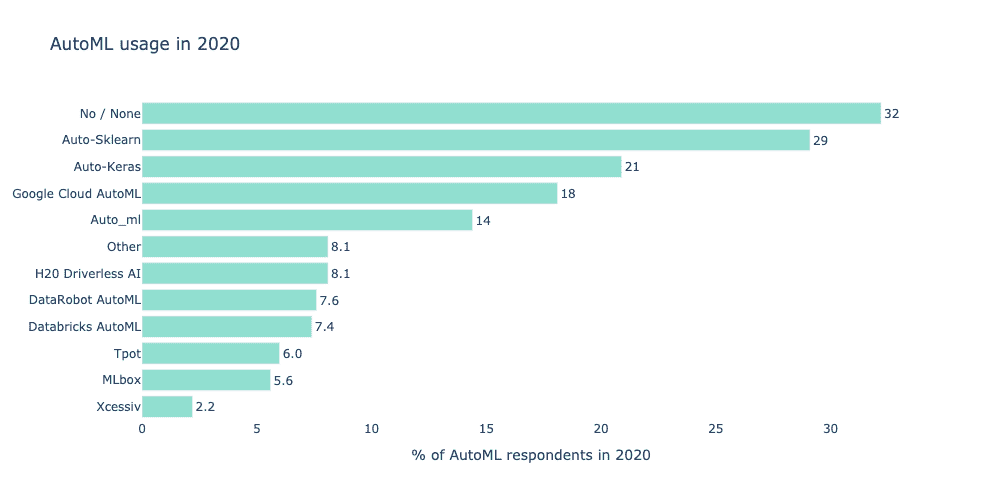 AutoML usage in 2020
No / None 32
Auto-Sklearn 29
Auto-Keras 21
Google Cloud AutoML 18
Auto_ml 14
Other 8.1
H20 Driverless AI 8.1
DataRobot AutoML 7.6
Databricks AutoML 7.4
Tpot 6.0
MLbox 5.6
Xcessiv 2.2
0 5 10 15 20 25 30
% of AutoML respondents in 2020